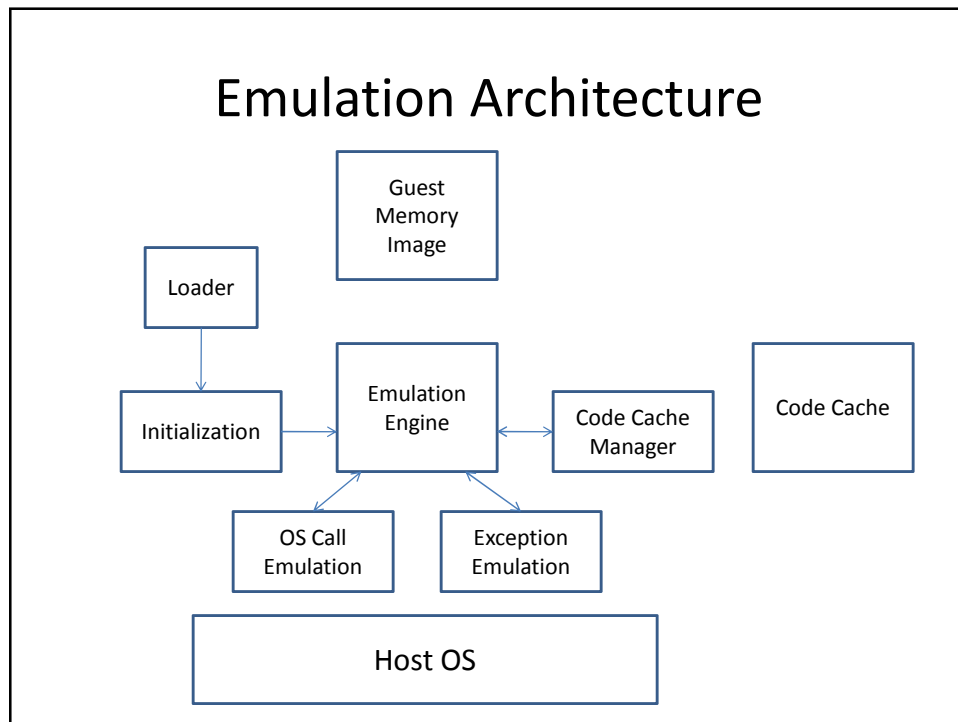 Emulation Architecture
Guest
Memory
Image
Loader
Initialization
Emulation
Engine
Code Cache
Manager
Code Cache
OS Call
Emulation
Exception
Emulation
Host OS